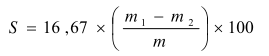 S = 16 ,67 × ( (m₁ − m₂) / m ) × 100